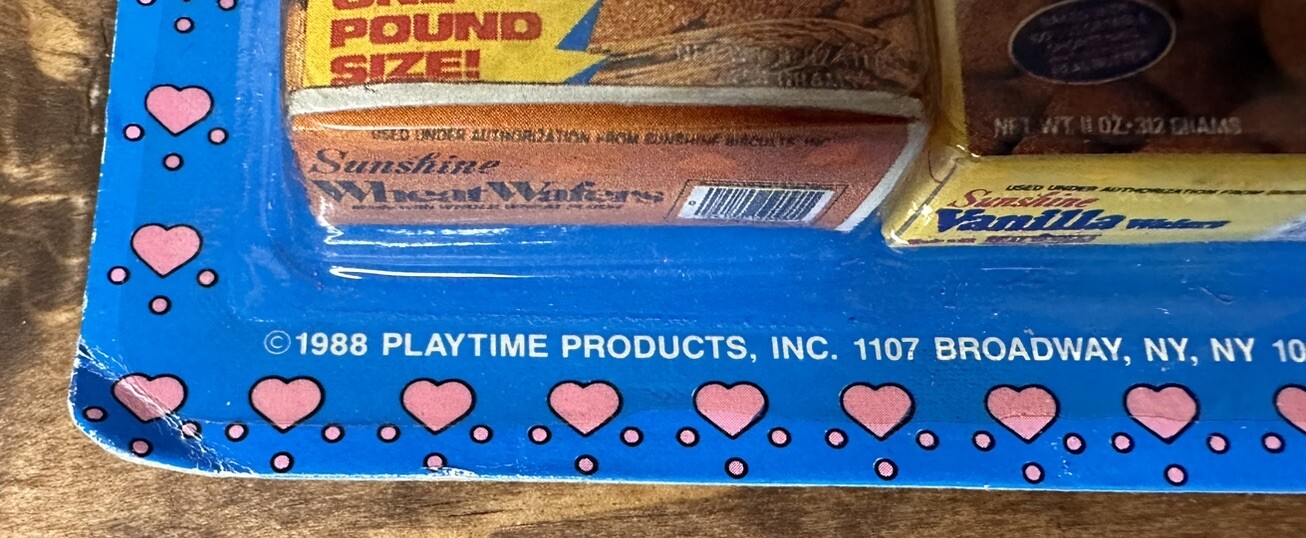 POUND
SIZE!
NET WT. 11 OZ • 312 GRAMS
USED UNDER AUTHORIZATION FROM SUNSHINE BISCUITS, INC.
Sunshine
Wheat Wafers
USED UNDER AUTHORIZATION FROM
Sunshine
Vanilla Wafers
©1988 PLAYTIME PRODUCTS, INC. 1107 BROADWAY, NY, NY 10